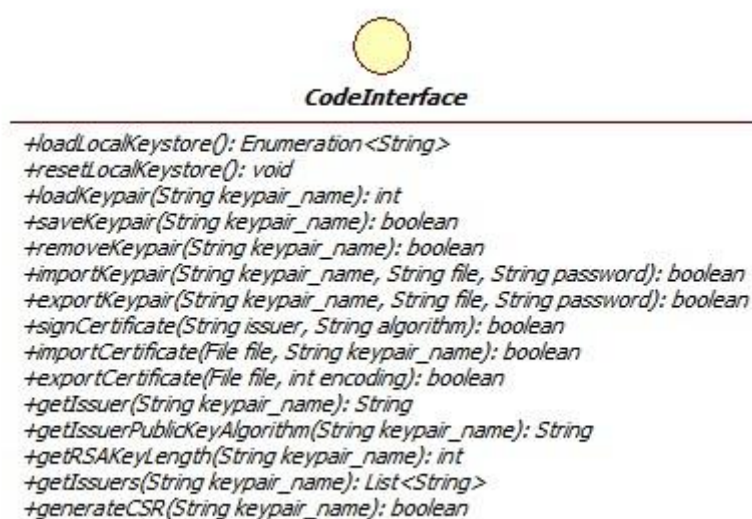 CodeInterface
+loadLocalKeystore(): Enumeration<String>
+resetLocalKeystore(): void
+loadKeypair(String keypair_name): int
+saveKeypair(String keypair_name): boolean
+removeKeypair(String keypair_name): boolean
+importKeypair(String keypair_name, String file, String password): boolean
+exportKeypair(String keypair_name, String file, String password): boolean
+signCertificate(String issuer, String algorithm): boolean
+importCertificate(File file, String keypair_name): boolean
+exportCertificate(File file, int encoding): boolean
+getIssuer(String keypair_name): String
+getIssuerPublicKeyAlgorithm(String keypair_name): String
+getRSAKeyLength(String keypair_name): int
+getIssuers(String keypair_name): List<String>
+generateCSR(String keypair_name): boolean